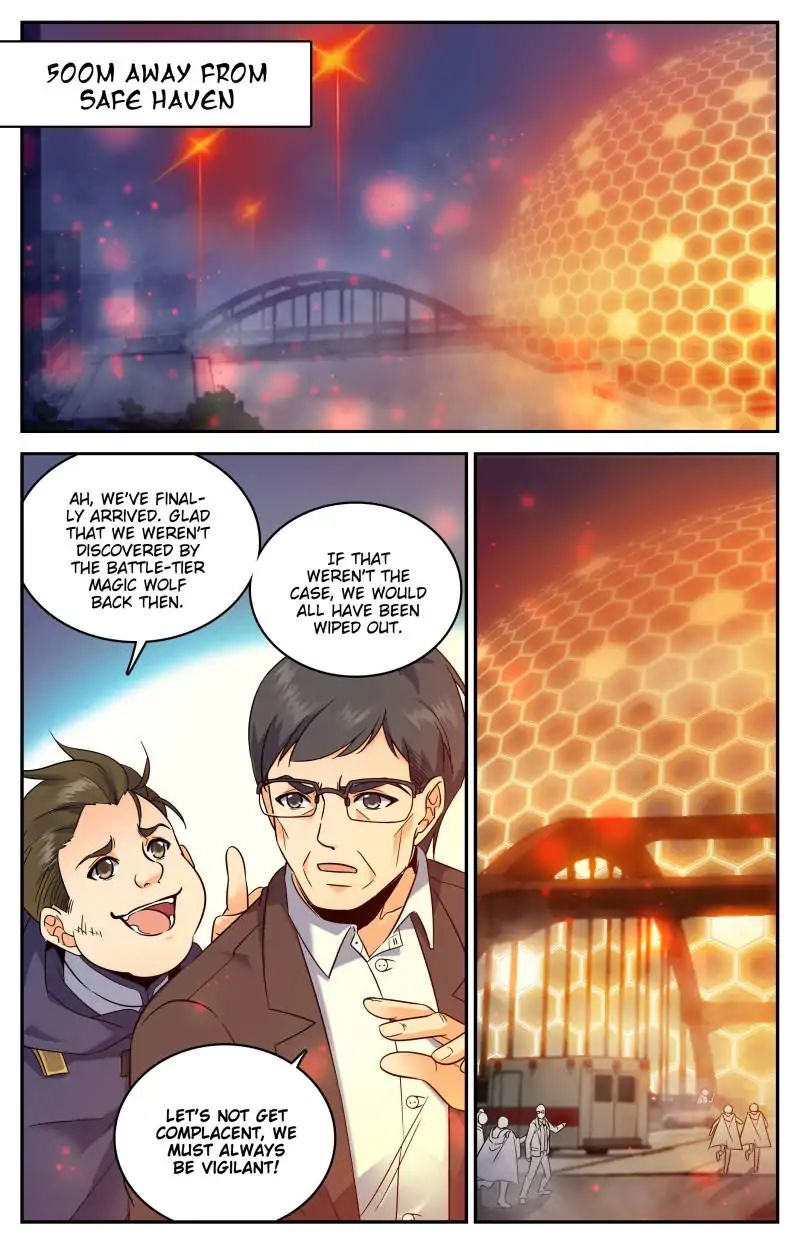 500M AWAY FROM
SAFE HAVEN
AH, WE'VE FINAL-
LY ARRIVED. GLAD
THAT WE WEREN'T
DISCOVERED BY
THE BATTLE-TIER
MAGIC WOLF
BACK THEN.
IF THAT
WEREN'T THE
CASE, WE WOULD
ALL HAVE BEEN
WIPED OUT.
LET'S NOT GET
COMPLACENT, WE
MUST ALWAYS
BE VIGILANT!